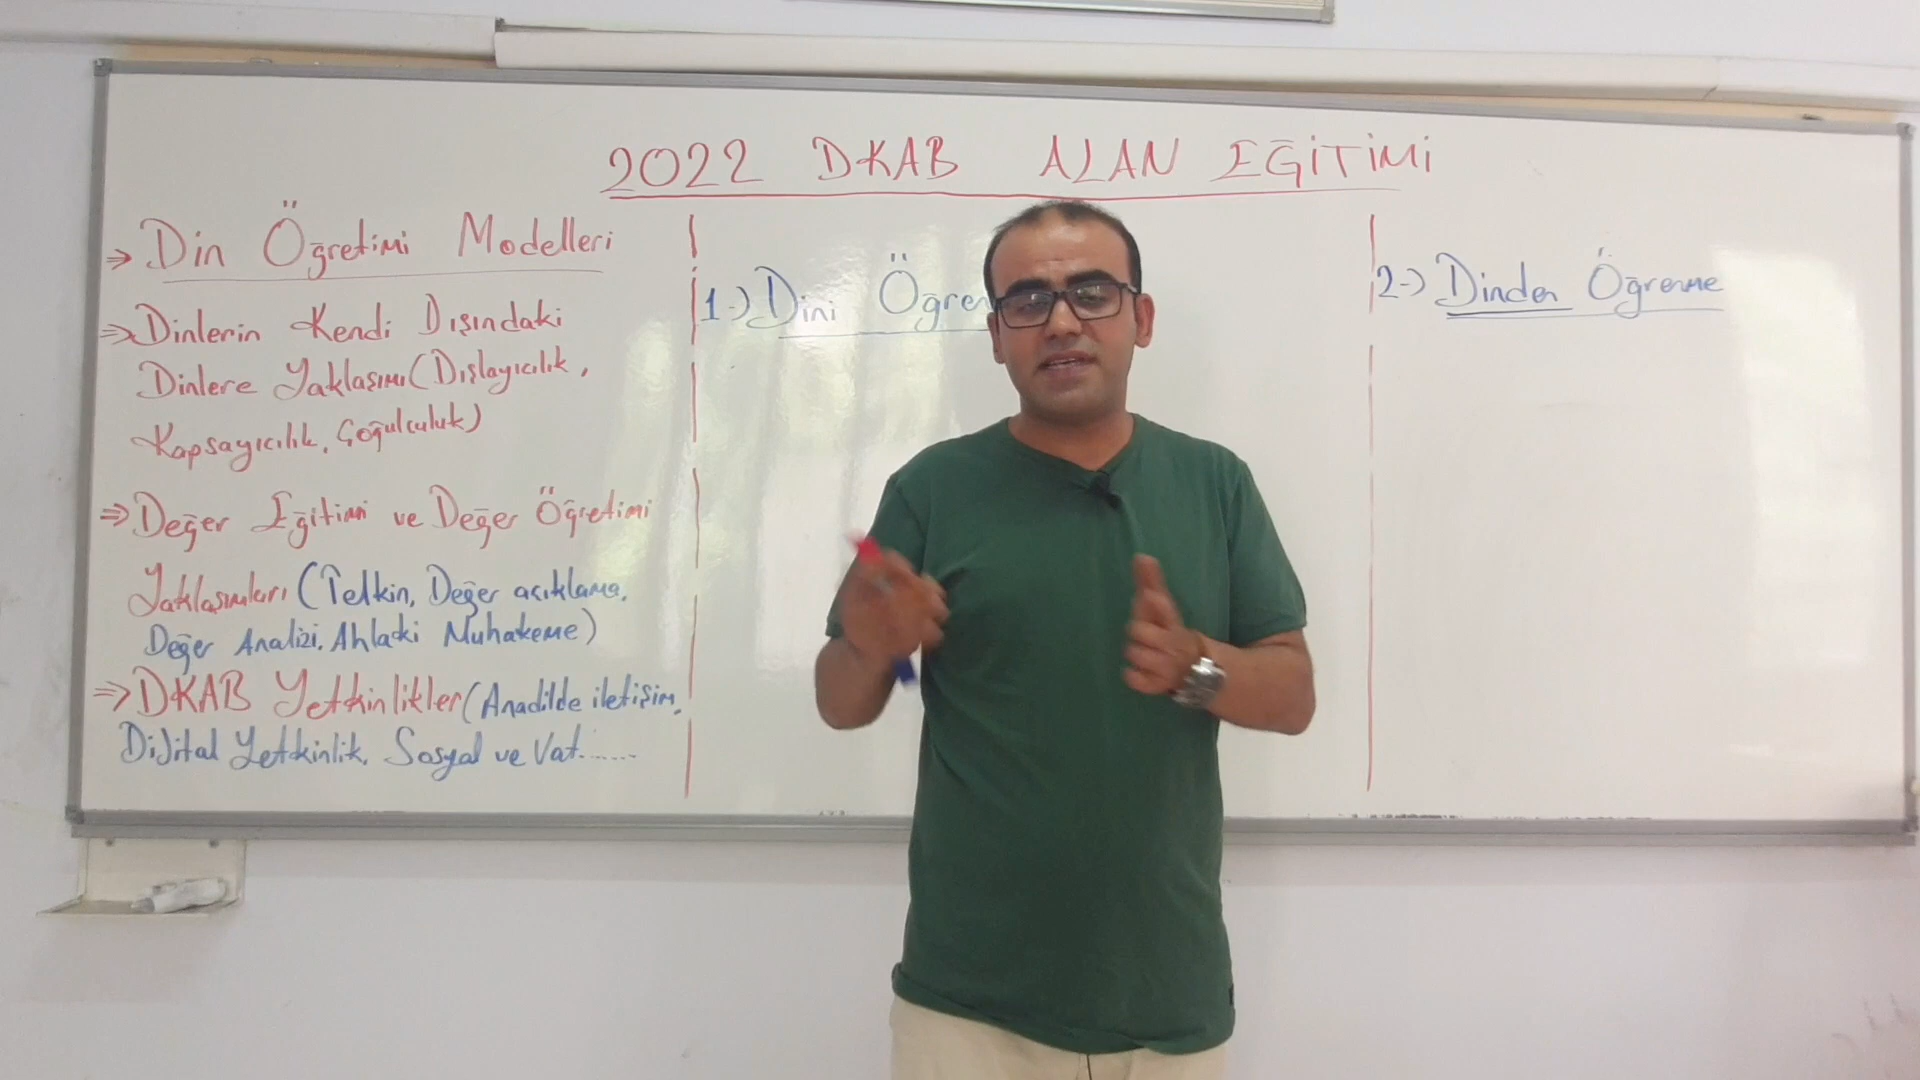 2022 DKAB ALAN EĞİTİMİ
⇒ Din Öğretimi Modelleri
⇒ Dinlerin Kendi Dışındaki
Dinlere Yaklaşımı (Dışlayıcılık,
Kapsayıcılık, Çoğulculuk)
⇒ Değer Eğitimi ve Değer Öğretimi
Yaklaşımları (Telkin, Değer açıklama,
Değer Analizi, Ahlaki Muhakeme)
⇒ DKAB Yetkinlikler (Anadilde iletişim,
Dijital Yetkinlik, Sosyal ve Vat.......
1-) Dini Öğren
2-) Dinden Öğrenme